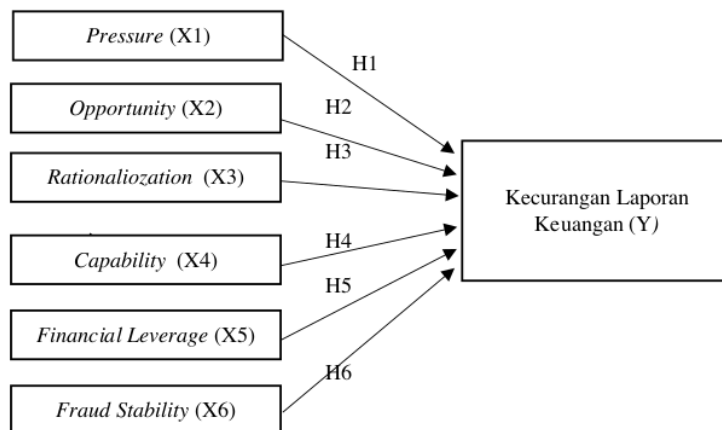 Pressure (X1)
H1
Opportunity (X2)
H2
H3
Rationaliozation (X3)
Kecurangan Laporan
Keuangan (Y)
H4
Capability (X4)
H5
Financial Leverage (X5)
H6
Fraud Stability (X6)